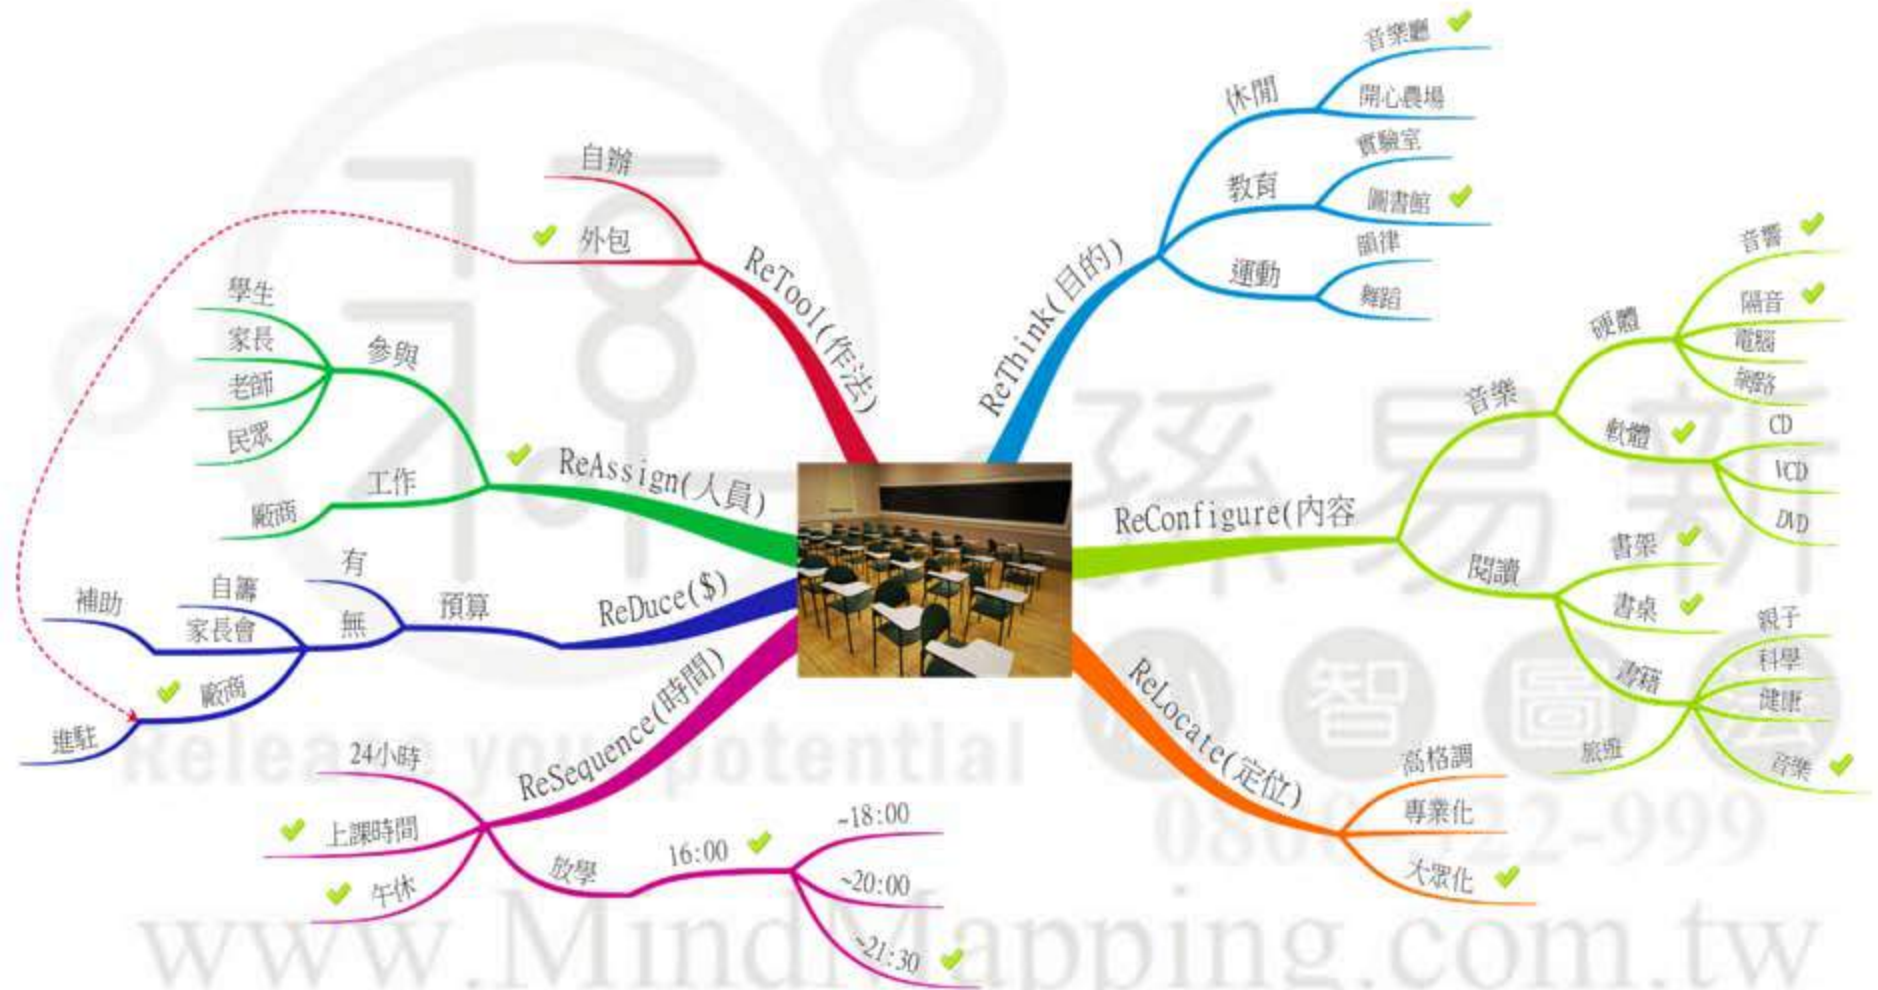 ReThink(目的)
休閒
音樂廳
開心農場
教育
實驗室
圖書館
運動
韻律
舞蹈
ReConfigure(內容
音樂
硬體
音響
隔音
電腦
網路
軟體
CD
VCD
DVD
閱讀
書架
書桌
書籍
親子
科學
健康
音樂
旅遊
ReLocate(定位)
高格調
專業化
大眾化
ReTool(作法)
自辦
外包
ReAssign(人員)
參與
學生
家長
老師
民眾
工作
廠商
ReDuce($)
預算
有
無
自籌
家長會
補助
廠商
進駐
ReSequence(時間)
24小時
上課時間
午休
放學
16:00
~18:00
~20:00
~21:30
孫易新
心智圖法
Release your potential
www.MindMapping.com.tw